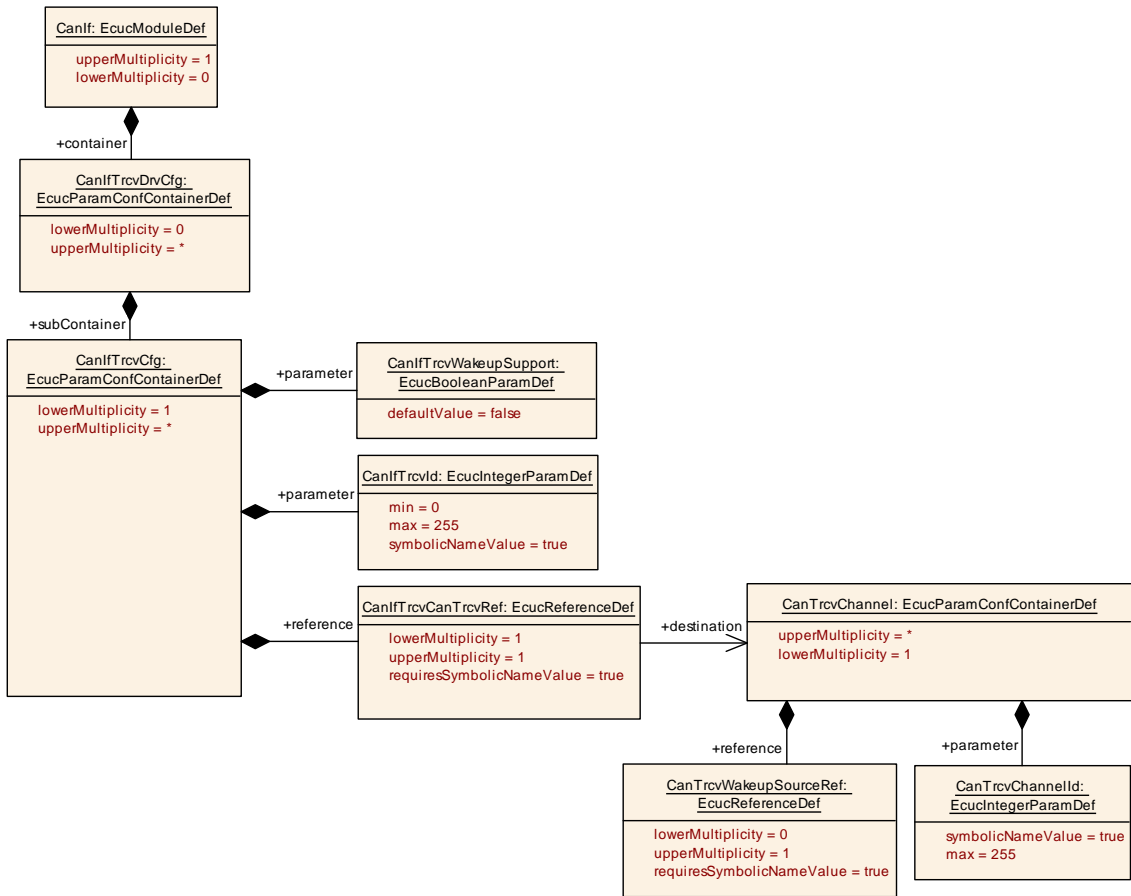 CanIf: EcucModuleDef
upperMultiplicity = 1
lowerMultiplicity = 0
+container
CanIfTrcvDrvCfg:
EcucParamConfContainerDef
lowerMultiplicity = 0
upperMultiplicity = *
+subContainer
CanIfTrcvCfg:
EcucParamConfContainerDef
lowerMultiplicity = 1
upperMultiplicity = *
+parameter
CanIfTrcvWakeupSupport:
EcucBooleanParamDef
defaultValue = false
+parameter
CanIfTrcvId: EcucIntegerParamDef
min = 0
max = 255
symbolicNameValue = true
+reference
CanIfTrcvCanTrcvRef: EcucReferenceDef
lowerMultiplicity = 1
upperMultiplicity = 1
requiresSymbolicNameValue = true
+destination
CanTrcvChannel: EcucParamConfContainerDef
upperMultiplicity = *
lowerMultiplicity = 1
+reference
CanTrcvWakeupSourceRef:
EcucReferenceDef
lowerMultiplicity = 0
upperMultiplicity = 1
requiresSymbolicNameValue = true
+parameter
CanTrcvChannelId:
EcucIntegerParamDef
symbolicNameValue = true
max = 255